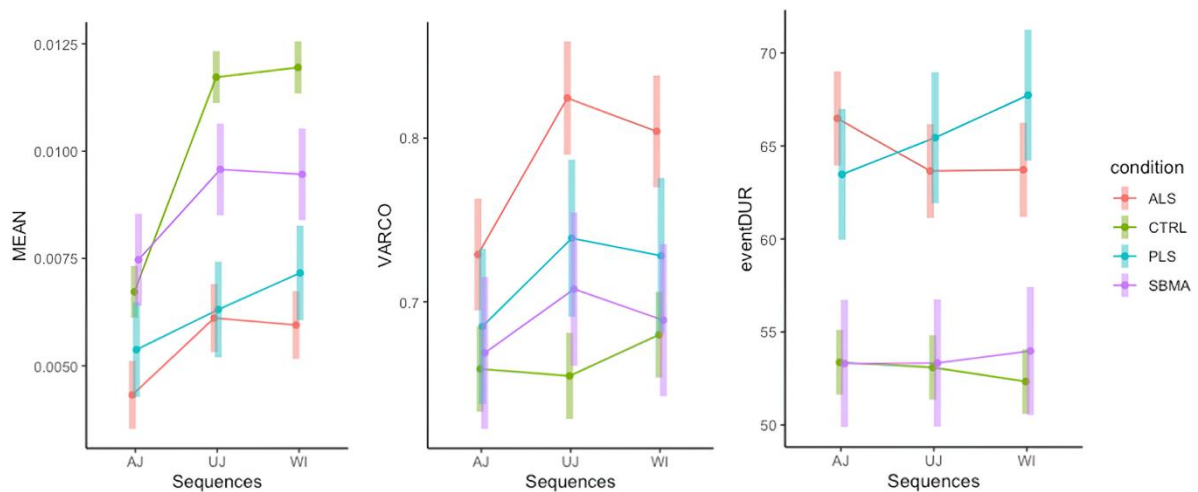 MEAN
0.0125
0.0100
0.0075
0.0050
AJ UJ WI
Sequences
VARCO
0.8
0.7
AJ UJ WI
Sequences
eventDUR
70
65
60
55
50
AJ UJ WI
Sequences
condition
ALS
CTRL
PLS
SBMA